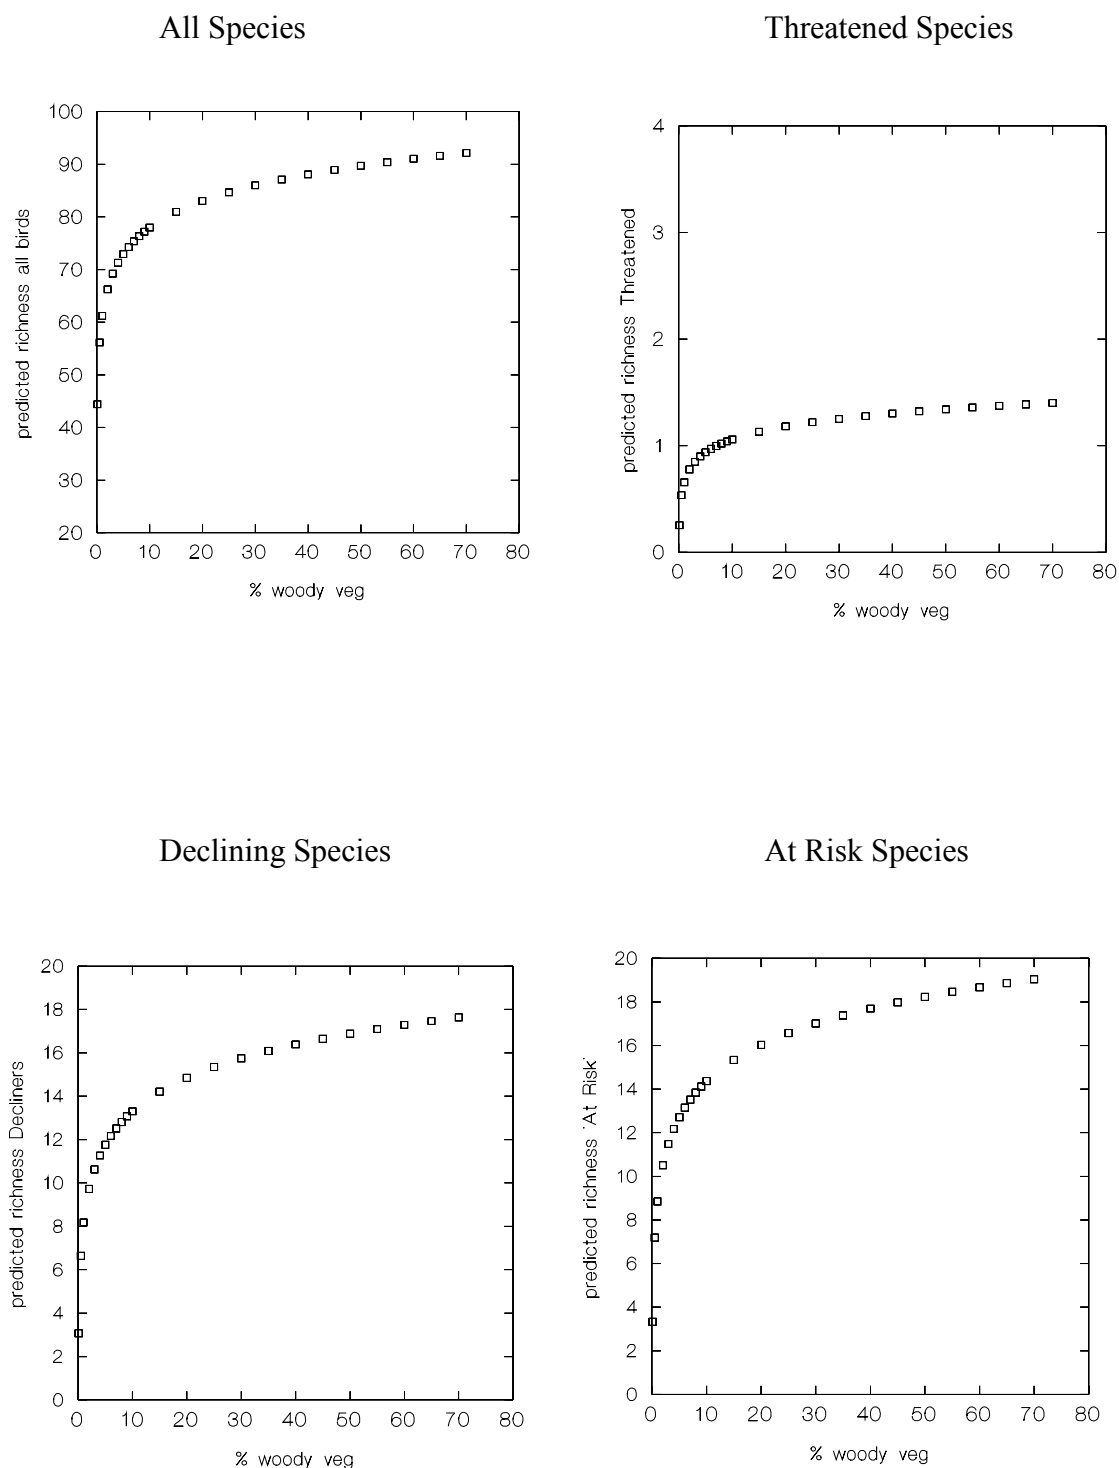 All Species
100
90
80
70
60
50
40
30
20
0 10 20 30 40 50 60 70 80
predicted richness all birds
% woody veg
Threatened Species
4
3
2
1
0
0 10 20 30 40 50 60 70 80
predicted richness Threatened
% woody veg
Declining Species
20
18
16
14
12
10
8
6
4
2
0
0 10 20 30 40 50 60 70 80
predicted richness Decliners
% woody veg
At Risk Species
20
18
16
14
12
10
8
6
4
2
0
0 10 20 30 40 50 60 70 80
predicted richness 'At Risk'
% woody veg